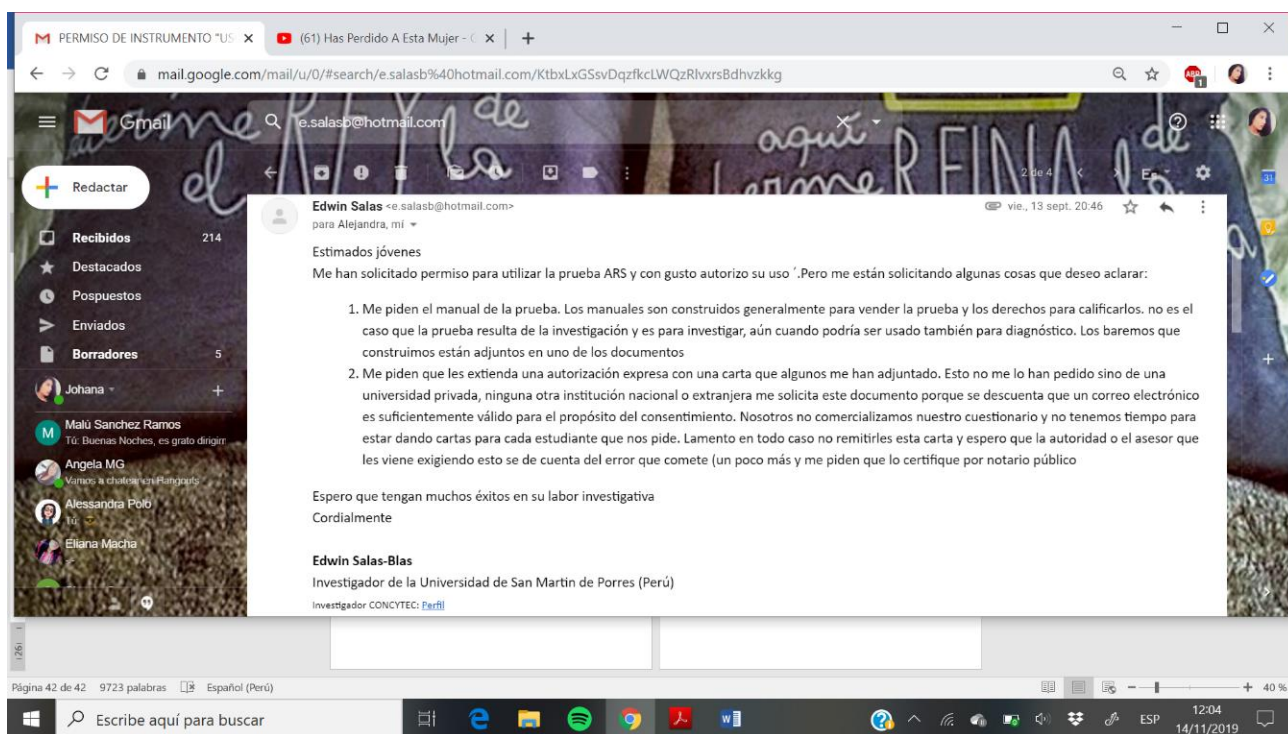 PERMISO DE INSTRUMENTO "US
(61) Has Perdido A Esta Mujer -
mail.google.com/mail/u/0/#search/e.salasb%40hotmail.com/KtbxLxGSsvDqzfkcLWQzRlvxrsBdhvzkkg
Gmail
e.salasb@hotmail.com
de
el
aquí
REINA
Redactar
2 de 4
Edwin Salas <e.salasb@hotmail.com>
vie., 13 sept. 20:46
para Alejandra, mí
Recibidos 214
Destacados
Pospuestos
Enviados
Borradores 5
Johana
Malú Sanchez Ramos
Tú: Buenas Noches, es grato dirigirm
Angela MG
Vamos a chatear en Hangouts
Alessandra Polo
Tú:
Eliana Macha
Estimados jóvenes
Me han solicitado permiso para utilizar la prueba ARS y con gusto autorizo su uso ´.Pero me están solicitando algunas cosas que deseo aclarar:
1. Me piden el manual de la prueba. Los manuales son construidos generalmente para vender la prueba y los derechos para calificarlos. no es el
caso que la prueba resulta de la investigación y es para investigar, aún cuando podría ser usado también para diagnóstico. Los baremos que
construimos están adjuntos en uno de los documentos
2. Me piden que les extienda una autorización expresa con una carta que algunos me han adjuntado. Esto no me lo han pedido sino de una
universidad privada, ninguna otra institución nacional o extranjera me solicita este documento porque se descuenta que un correo electrónico
es suficientemente válido para el propósito del consentimiento. Nosotros no comercializamos nuestro cuestionario y no tenemos tiempo para
estar dando cartas para cada estudiante que nos pide. Lamento en todo caso no remitirles esta carta y espero que la autoridad o el asesor que
les viene exigiendo esto se de cuenta del error que comete (un poco más y me piden que lo certifique por notario público
Espero que tengan muchos éxitos en su labor investigativa
Cordialmente
Edwin Salas-Blas
Investigador de la Universidad de San Martin de Porres (Perú)
Investigador CONCYTEC: Perfil
Página 42 de 42 9723 palabras Español (Perú)
40 %
Escribe aquí para buscar
ESP
12:04
14/11/2019